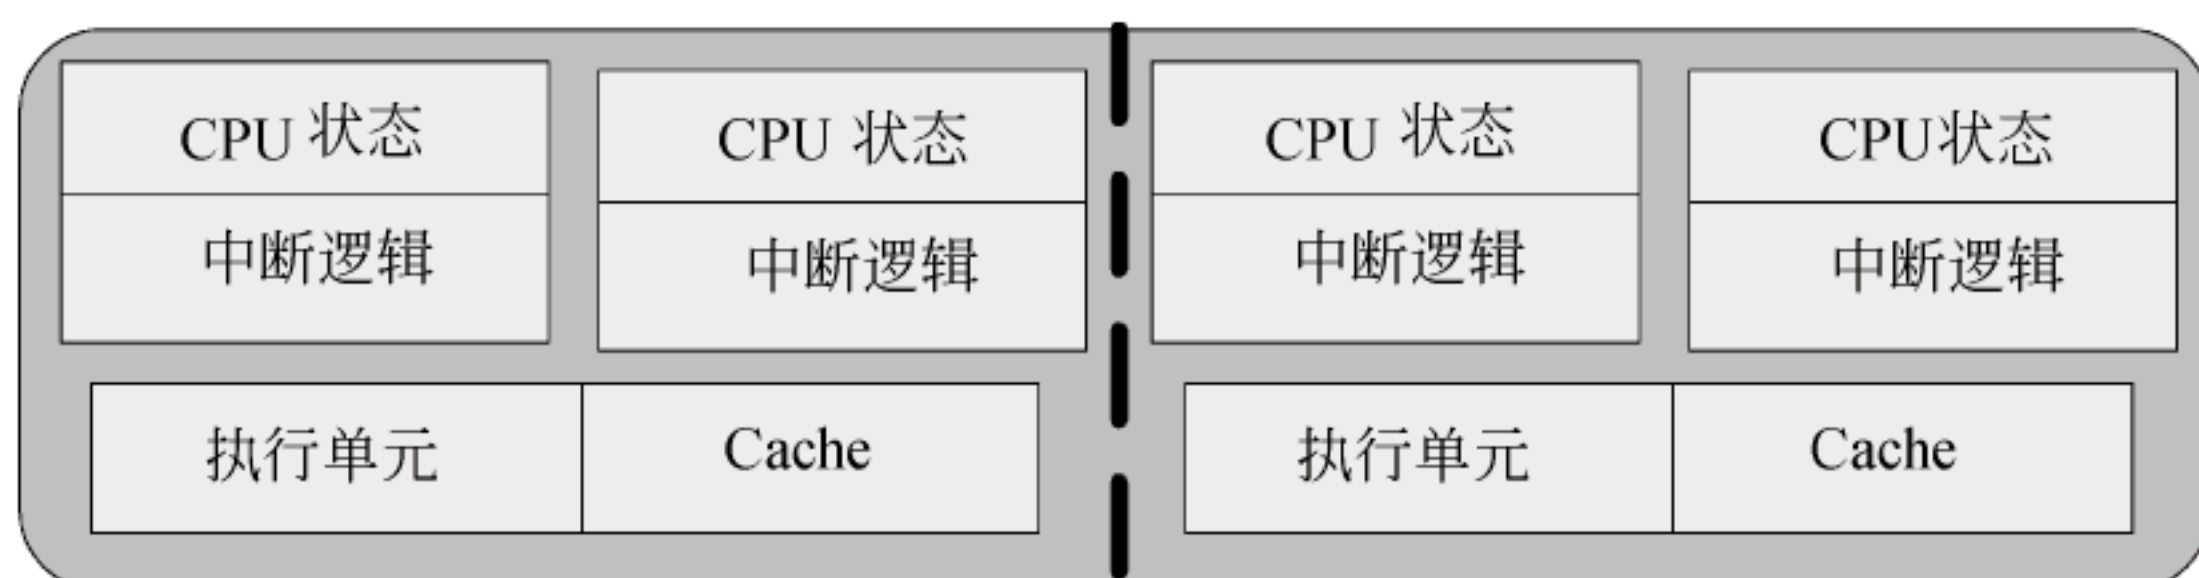 CPU 状态
CPU 状态
CPU 状态
CPU状态
中断逻辑
中断逻辑
中断逻辑
中断逻辑
执行单元
Cache
执行单元
Cache